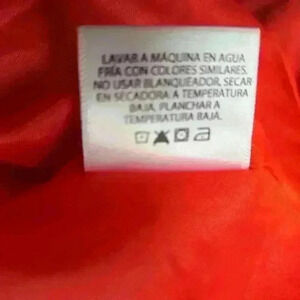 LAVAR A MÁQUINA EN AGUA
FRÍA CON COLORES SIMILARES.
NO USAR BLANQUEADOR, SECAR
EN SECADORA A TEMPERATURA
BAJA, PLANCHAR A
TEMPERATURA BAJA.